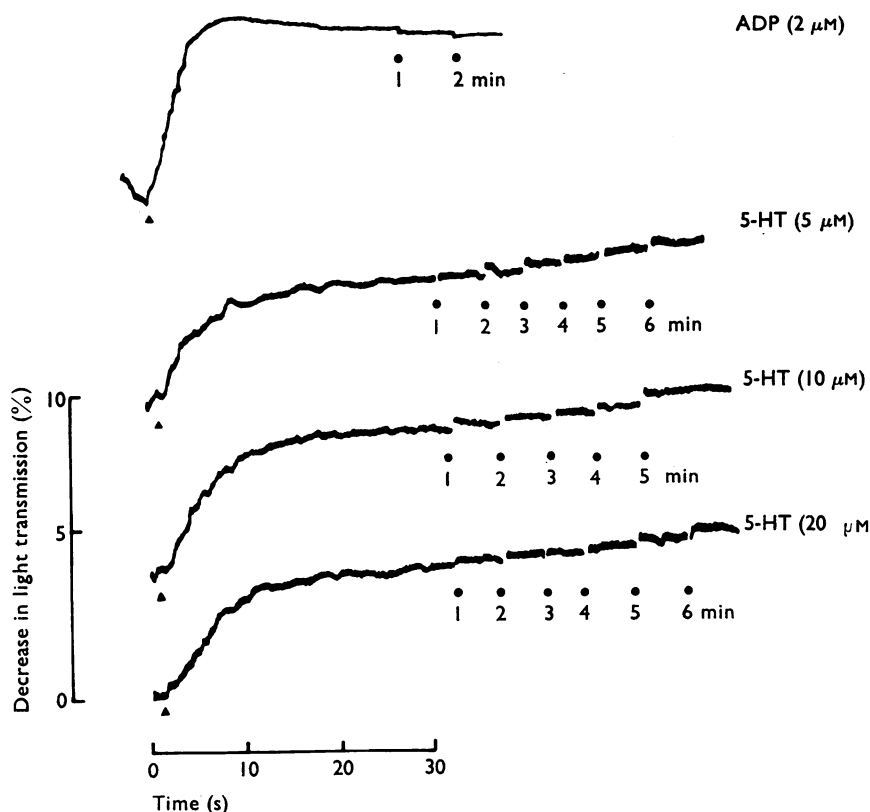 ADP (2 μM)
1 2 min
5-HT (5 μM)
1 2 3 4 5 6 min
5-HT (10 μM)
1 2 3 4 5 min
5-HT (20 μM
1 2 3 4 5 6 min
Decrease in light transmission (%)
10
5
0
0 10 20 30
Time (s)